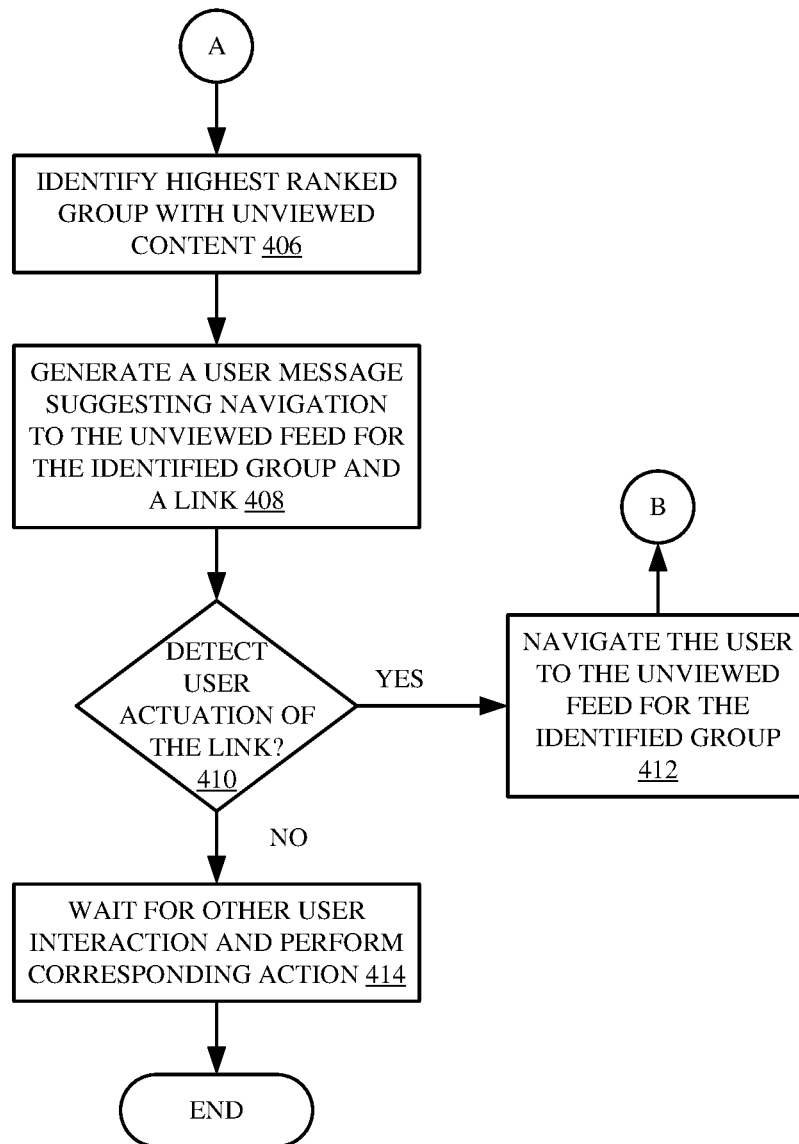 A
IDENTIFY HIGHEST RANKED
GROUP WITH UNVIEWED
CONTENT 406
GENERATE A USER MESSAGE
SUGGESTING NAVIGATION
TO THE UNVIEWED FEED FOR
THE IDENTIFIED GROUP AND
A LINK 408
DETECT
USER
ACTUATION OF
THE LINK?
410
YES
B
NAVIGATE THE USER
TO THE UNVIEWED
FEED FOR THE
IDENTIFIED GROUP
412
NO
WAIT FOR OTHER USER
INTERACTION AND PERFORM
CORRESPONDING ACTION 414
END